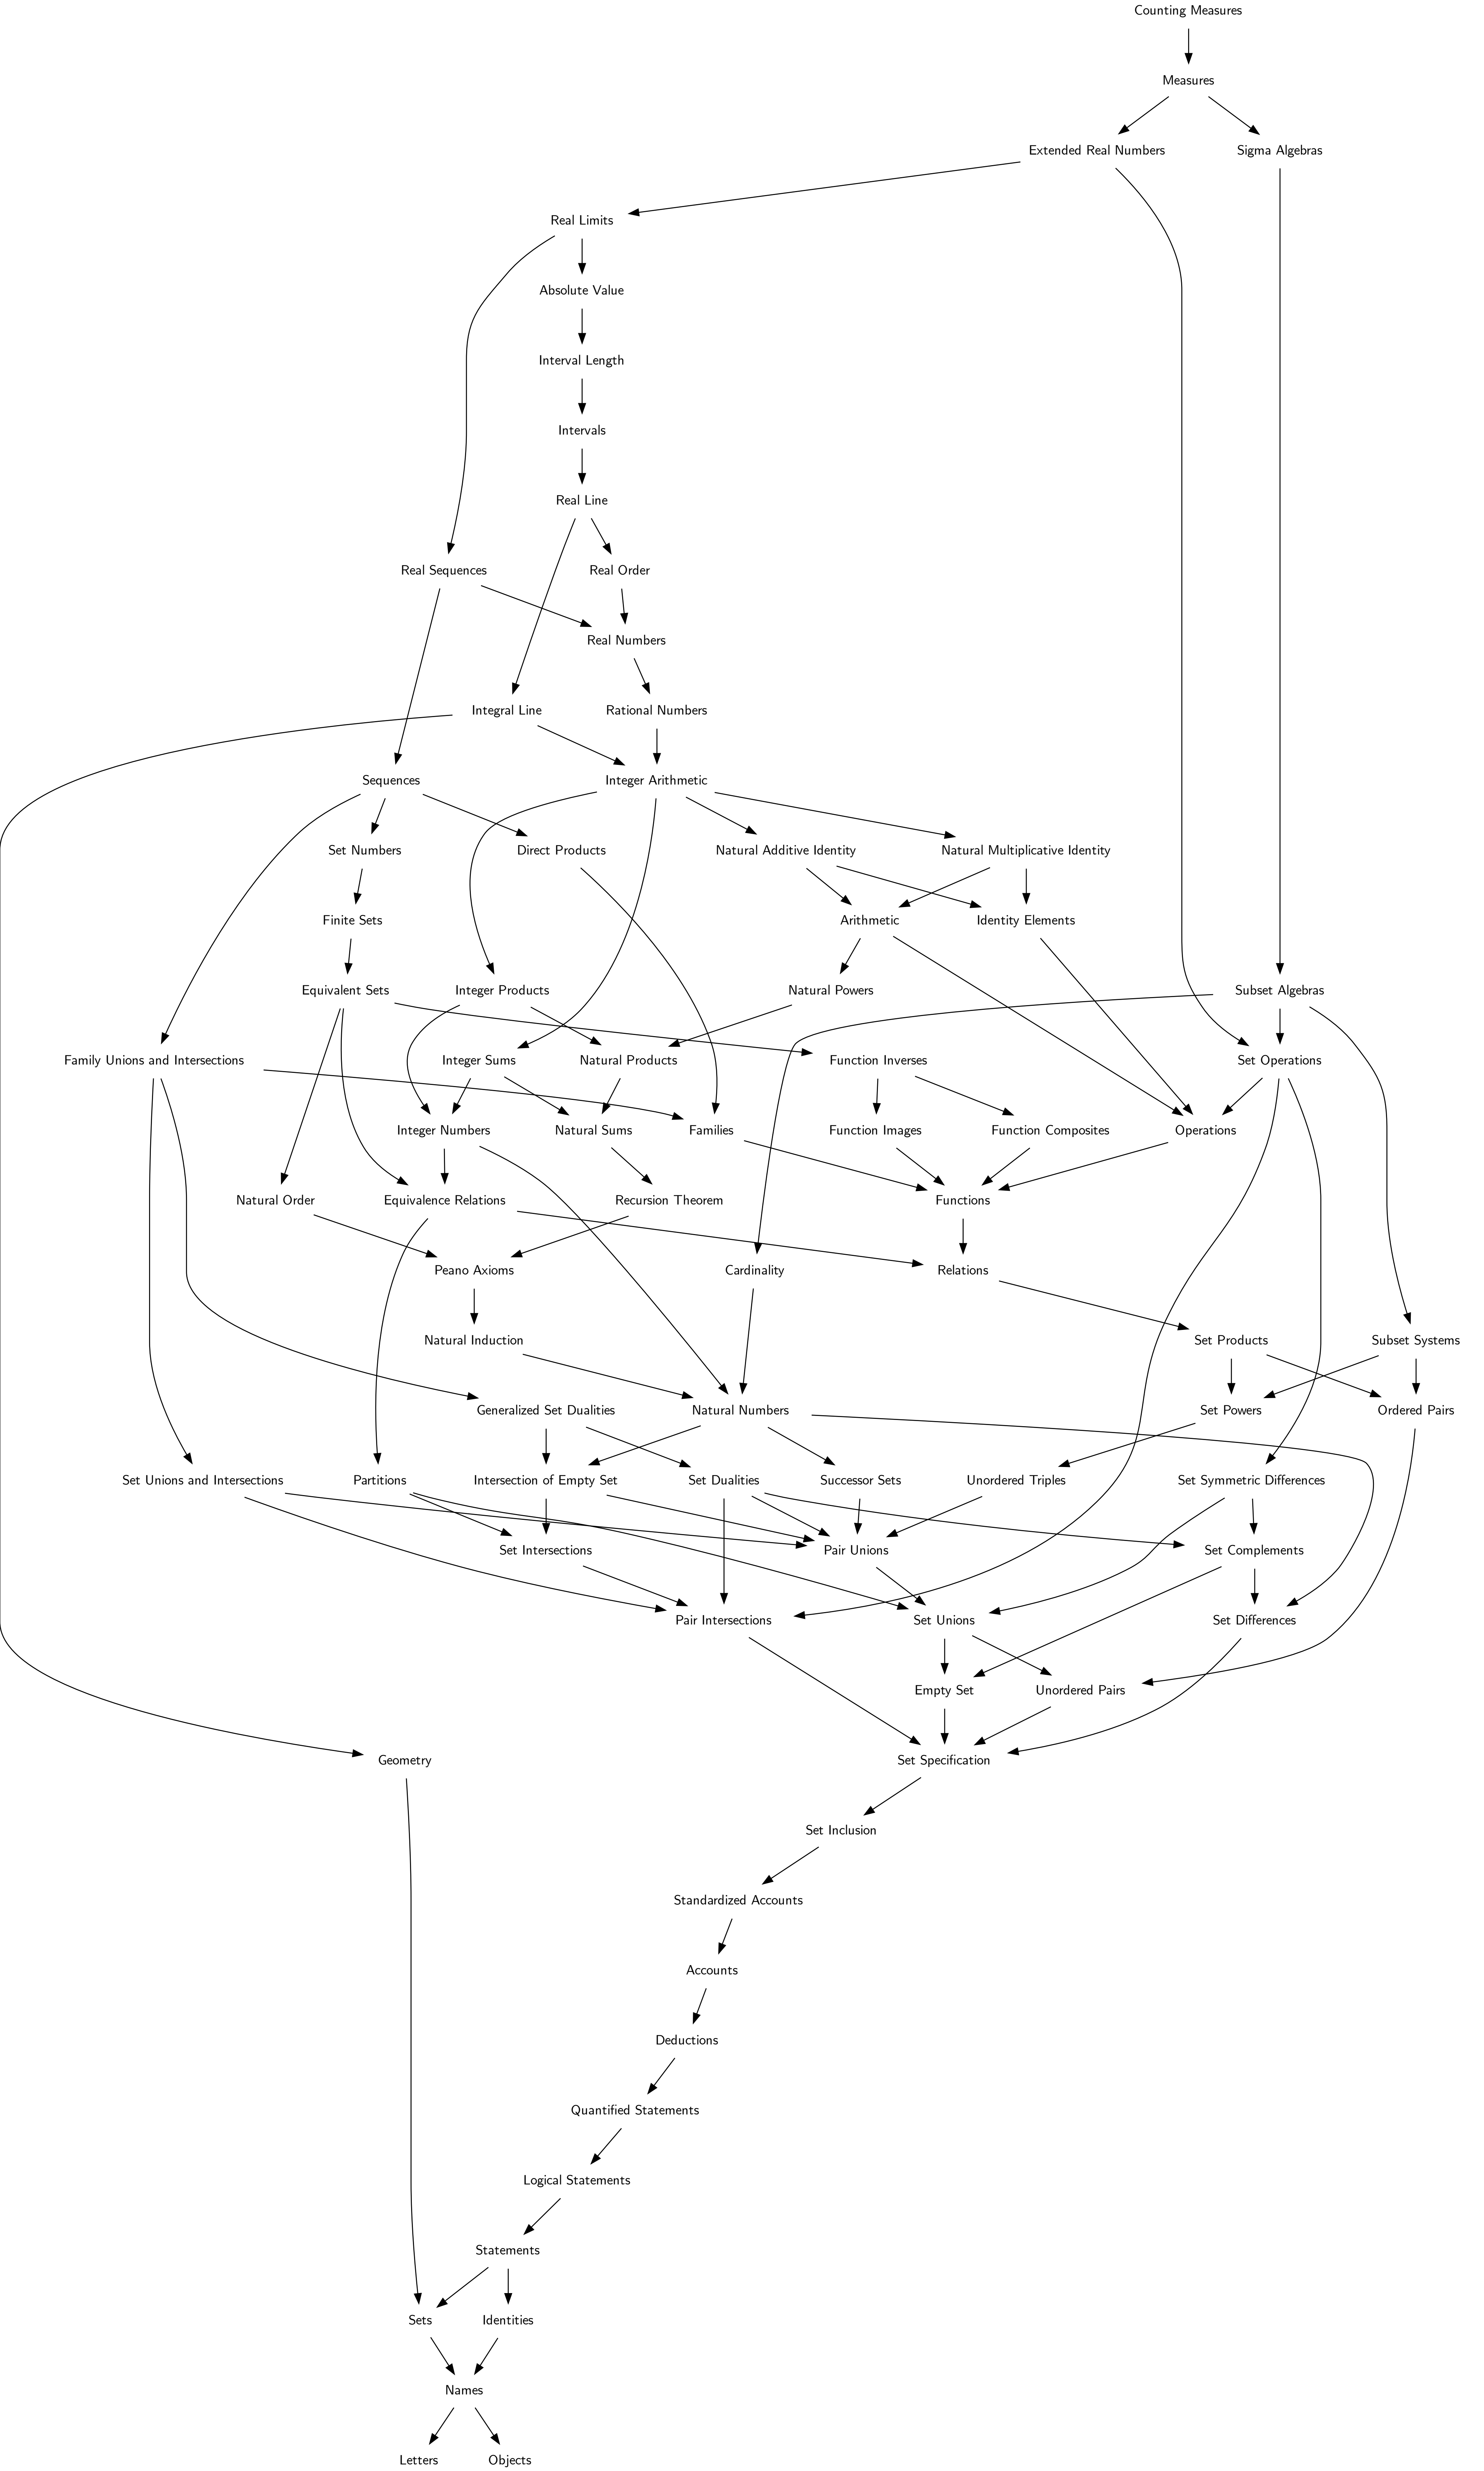 Counting Measures
Measures
Extended Real Numbers
Sigma Algebras
Real Limits
Absolute Value
Interval Length
Intervals
Real Line
Real Sequences
Real Order
Real Numbers
Integral Line
Rational Numbers
Sequences
Integer Arithmetic
Set Numbers
Direct Products
Natural Additive Identity
Natural Multiplicative Identity
Finite Sets
Arithmetic
Identity Elements
Equivalent Sets
Integer Products
Natural Powers
Subset Algebras
Family Unions and Intersections
Integer Sums
Natural Products
Function Inverses
Set Operations
Integer Numbers
Natural Sums
Families
Function Images
Function Composites
Operations
Natural Order
Equivalence Relations
Recursion Theorem
Functions
Peano Axioms
Cardinality
Relations
Natural Induction
Set Products
Subset Systems
Generalized Set Dualities
Natural Numbers
Set Powers
Ordered Pairs
Set Unions and Intersections
Partitions
Intersection of Empty Set
Set Dualities
Successor Sets
Unordered Triples
Set Symmetric Differences
Set Intersections
Pair Unions
Set Complements
Pair Intersections
Set Unions
Set Differences
Empty Set
Unordered Pairs
Geometry
Set Specification
Set Inclusion
Standardized Accounts
Accounts
Deductions
Quantified Statements
Logical Statements
Statements
Sets
Identities
Names
Letters
Objects